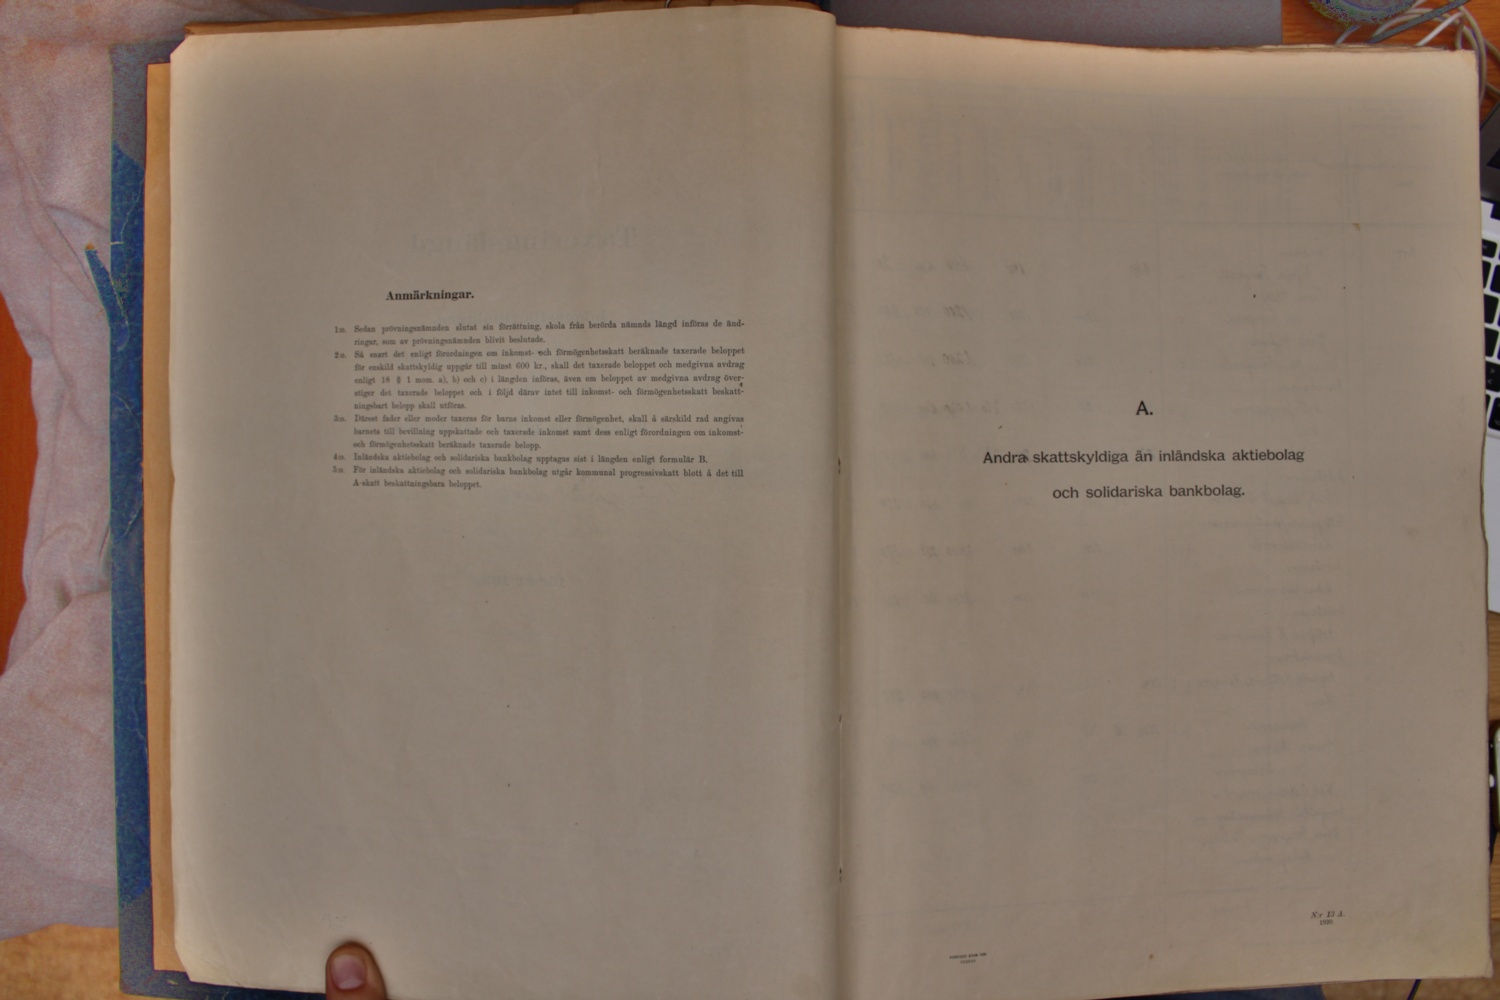 Anmärkningar.
1:o. Sedan prövningsnämnden slutat sin förrättning, skola från berörda nämnds längd införas de änd-
ringar, som av prövningsnämnden blivit beslutade.
2:o. Så snart det enligt förordningen om inkomst- och förmögenhetsskatt beräknade taxerade beloppet
för enskild skattskyldig uppgår till minst 600 kr., skall det taxerade beloppet och medgivna avdrag
enligt 18 § 1 mom. a), b) och c) i längden införas, även om beloppet av medgivna avdrag över-
stiger det taxerade beloppet och i följd därav intet till inkomst- och förmögenhetsskatt beskatt-
ningsbart belopp skall utföras.
3:o. Därest fader eller moder taxeras för barns inkomst eller förmögenhet, skall å särskild rad angivas
barnets till bevillning uppskattade och taxerade inkomst samt dess enligt förordningen om inkomst-
och förmögenhetsskatt beräknade taxerade belopp.
4:o. Inländska aktiebolag och solidariska bankbolag upptagas sist i längden enligt formulär B.
5:o. För inländska aktiebolag och solidariska bankbolag utgår kommunal progressivskatt blott å det till
A-skatt beskattningsbara beloppet.
A.
Andra skattskyldiga än inländska aktiebolag
och solidariska bankbolag.
N:r 13 A.
1920.